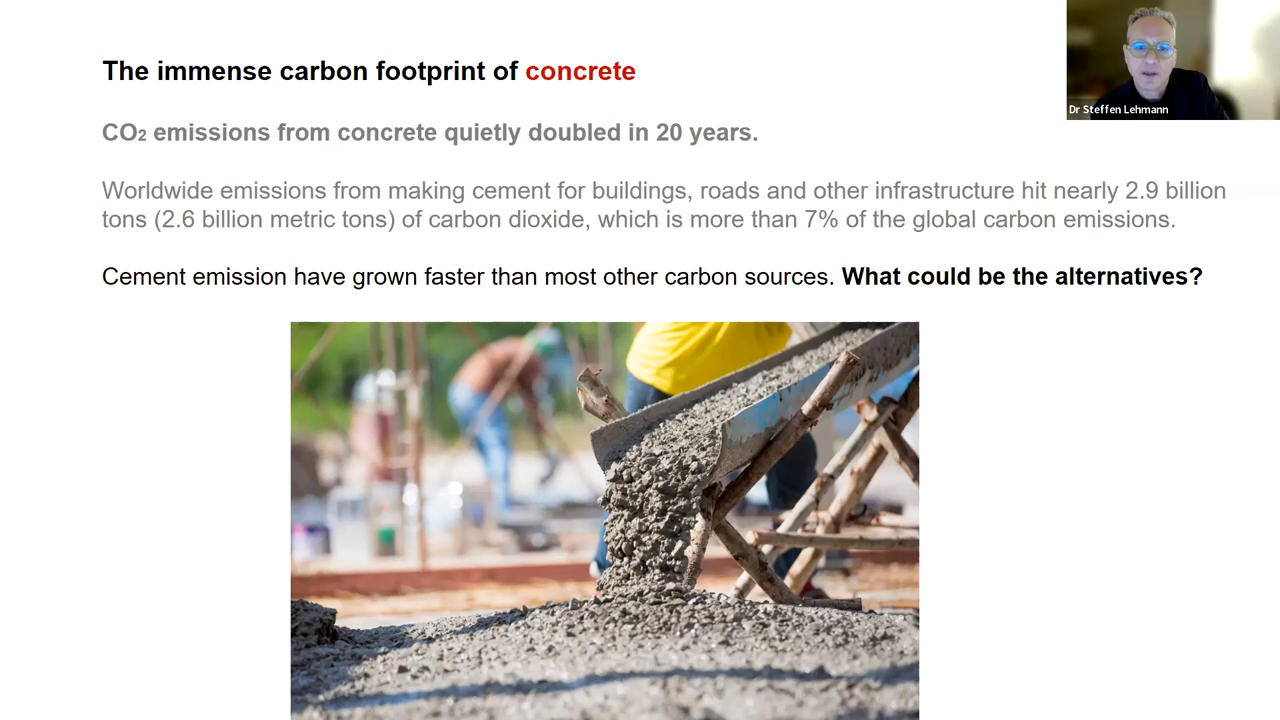 The immense carbon footprint of concrete
Dr Steffen Lehmann
CO2 emissions from concrete quietly doubled in 20 years.
Worldwide emissions from making cement for buildings, roads and other infrastructure hit nearly 2.9 billion
tons (2.6 billion metric tons) of carbon dioxide, which is more than 7% of the global carbon emissions.
Cement emission have grown faster than most other carbon sources. What could be the alternatives?